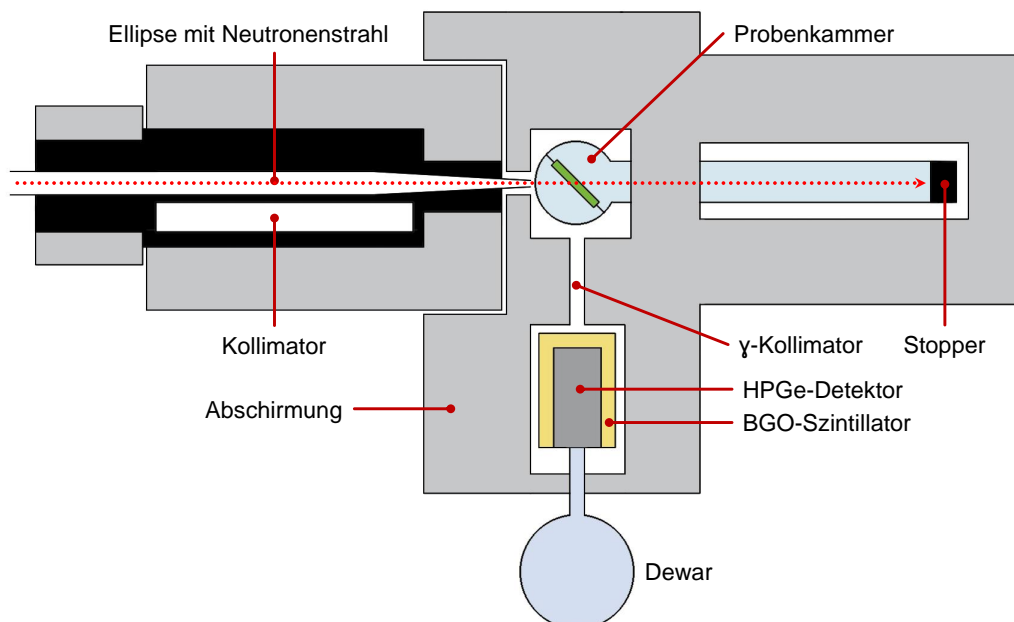 Ellipse mit Neutronenstrahl
Probenkammer
Kollimator
ɣ-Kollimator
Stopper
HPGe-Detektor
Abschirmung
BGO-Szintillator
Dewar